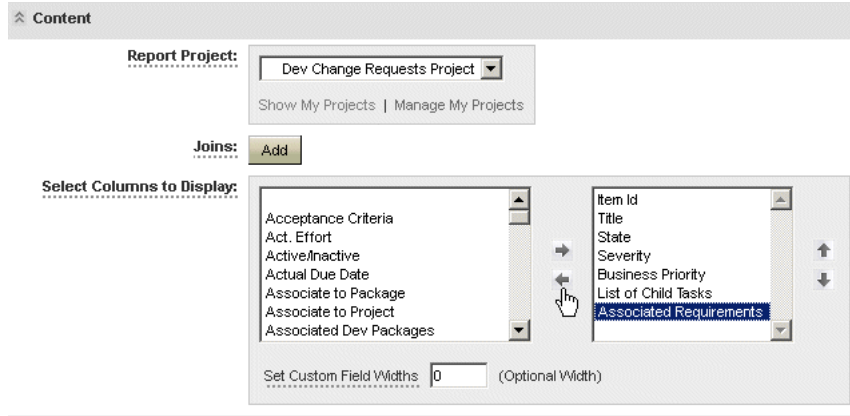 Content
Report Project:
Dev Change Requests Project
Show My Projects | Manage My Projects
Joins:
Add
Select Columns to Display:
Acceptance Criteria
Act. Effort
Active/Inactive
Actual Due Date
Associate to Package
Associate to Project
Associated Dev Packages
Item Id
Title
State
Severity
Business Priority
List of Child Tasks
Associated Requirements
Set Custom Field Widths 0 (Optional Width)